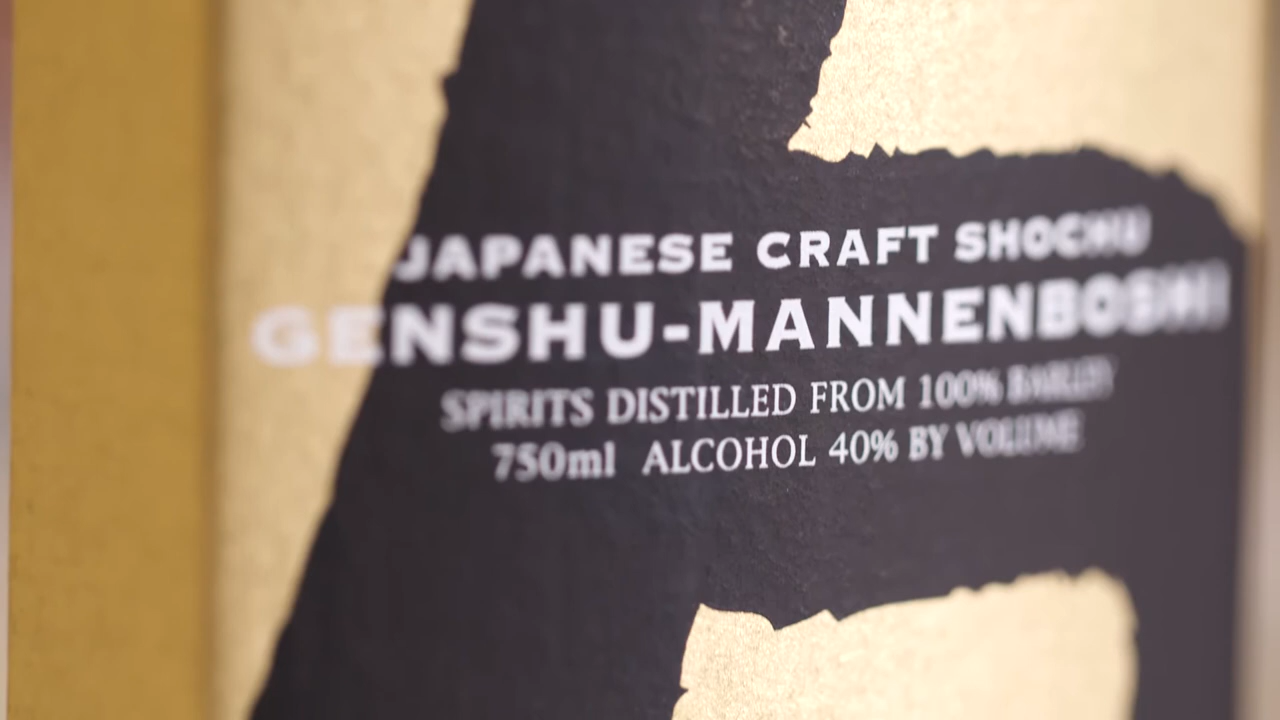 JAPANESE CRAFT SHOCHU
GENSHU-MANNENBOSHI
SPIRITS DISTILLED FROM 100% BARLEY
750ml ALCOHOL 40% BY VOLUME